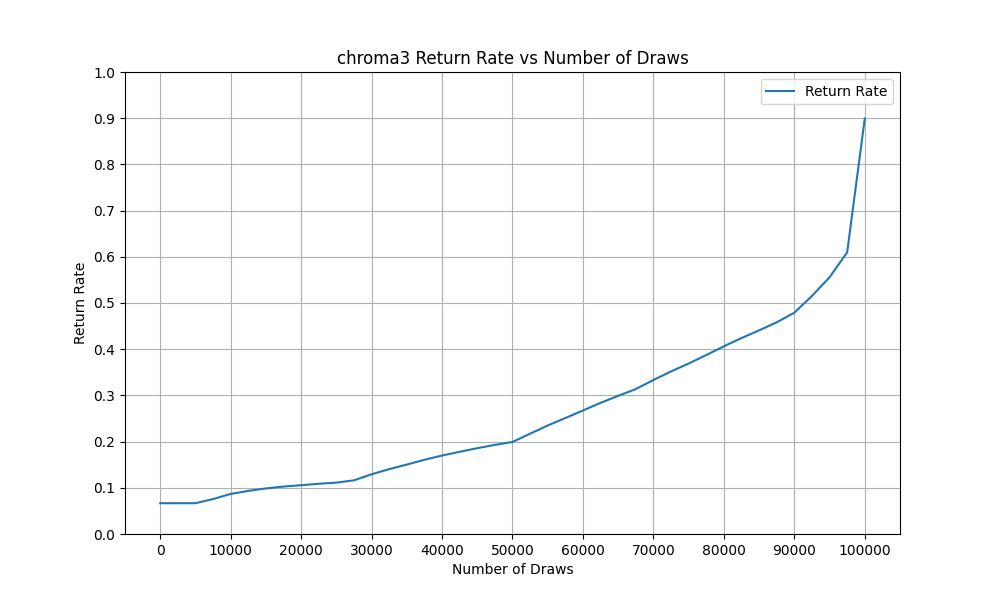 chroma3 Return Rate vs Number of Draws
Return Rate
1.0
0.9
0.8
0.7
0.6
0.5
0.4
0.3
0.2
0.1
0.0
Return Rate
0 10000 20000 30000 40000 50000 60000 70000 80000 90000 100000
Number of Draws